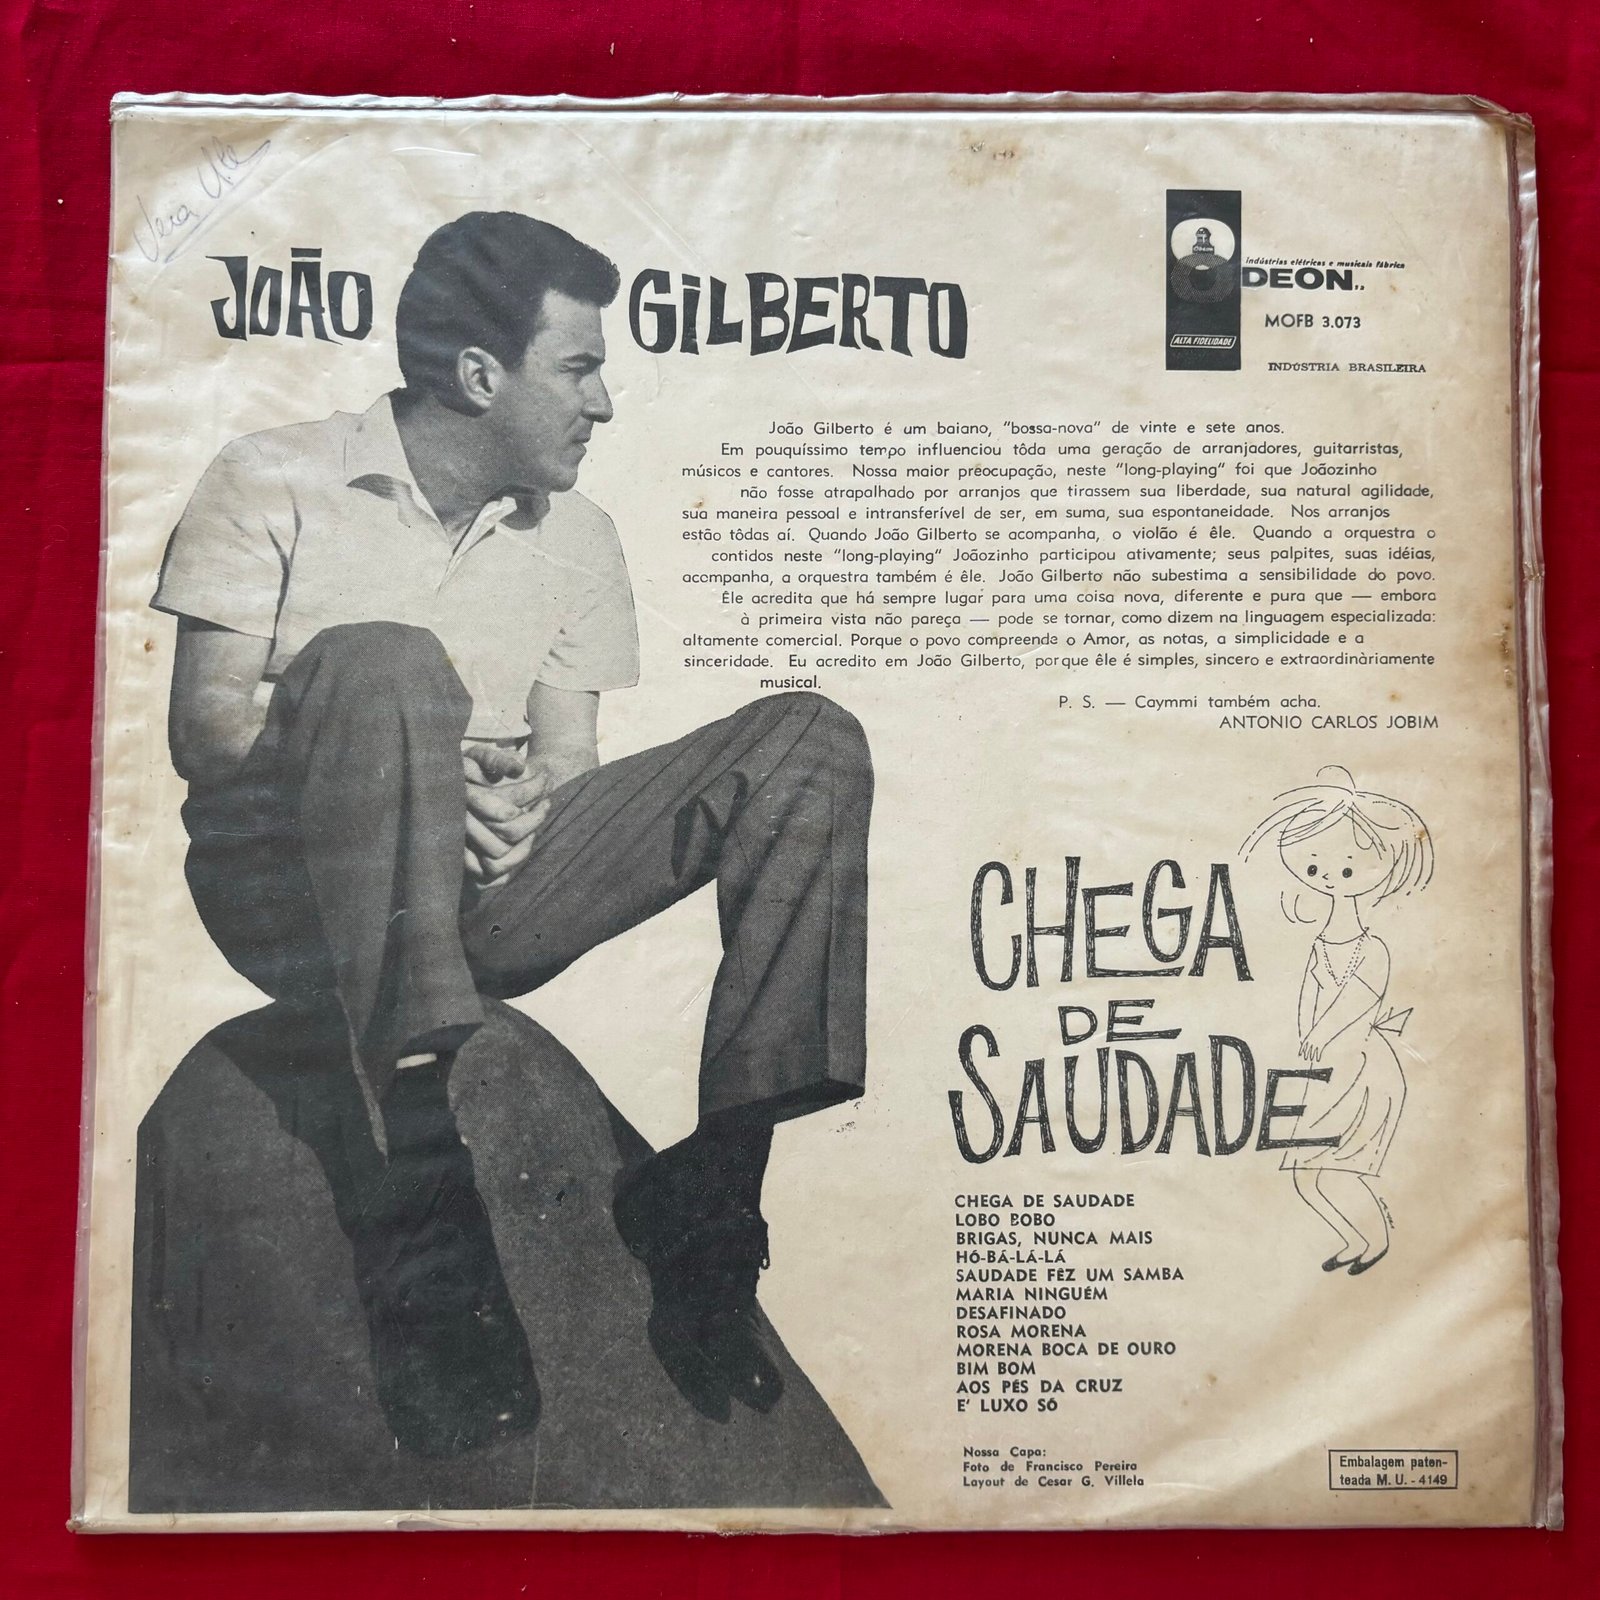 Vera
JOÃO GILBERTO
Odeon
indústrias elétricas e musicais fábrica
ODEON s.a.
ALTA FIDELIDADE
MOFB 3.073
INDÚSTRIA BRASILEIRA
João Gilberto é um baiano, "bossa-nova" de vinte e sete anos.
Em pouquíssimo tempo influenciou tôda uma geração de arranjadores, guitarristas,
músicos e cantores. Nossa maior preocupação, neste "long-playing" foi que Joãozinho
não fosse atrapalhado por arranjos que tirassem sua liberdade, sua natural agilidade,
sua maneira pessoal e intransferível de ser, em suma, sua espontaneidade. Nos arranjos
estão tôdas aí. Quando João Gilberto se acompanha, o violão é êle. Quando a orquestra o
contidos neste "long-playing" Joãozinho participou ativamente; seus palpites, suas idéias,
acompanha, a orquestra também é êle. João Gilberto não subestima a sensibilidade do povo.
Êle acredita que há sempre lugar para uma coisa nova, diferente e pura que — embora
à primeira vista não pareça — pode se tornar, como dizem na linguagem especializada:
altamente comercial. Porque o povo compreende o Amor, as notas, a simplicidade e a
sinceridade. Eu acredito em João Gilberto, porque êle é simples, sincero e extraordinàriamente
musical.
P. S. — Caymmi também acha.
ANTONIO CARLOS JOBIM
CHEGA
DE
SAUDADE
CHEGA DE SAUDADE
LOBO BOBO
BRIGAS, NUNCA MAIS
HÓ-BÁ-LÁ-LÁ
SAUDADE FÊZ UM SAMBA
MARIA NINGUÉM
DESAFINADO
ROSA MORENA
MORENA BOCA DE OURO
BIM BOM
AOS PÉS DA CRUZ
E' LUXO SÓ
Nossa Capa:
Foto de Francisco Pereira
Layout de Cesar G. Villela
Embalagem paten-
teada M. U. - 4149